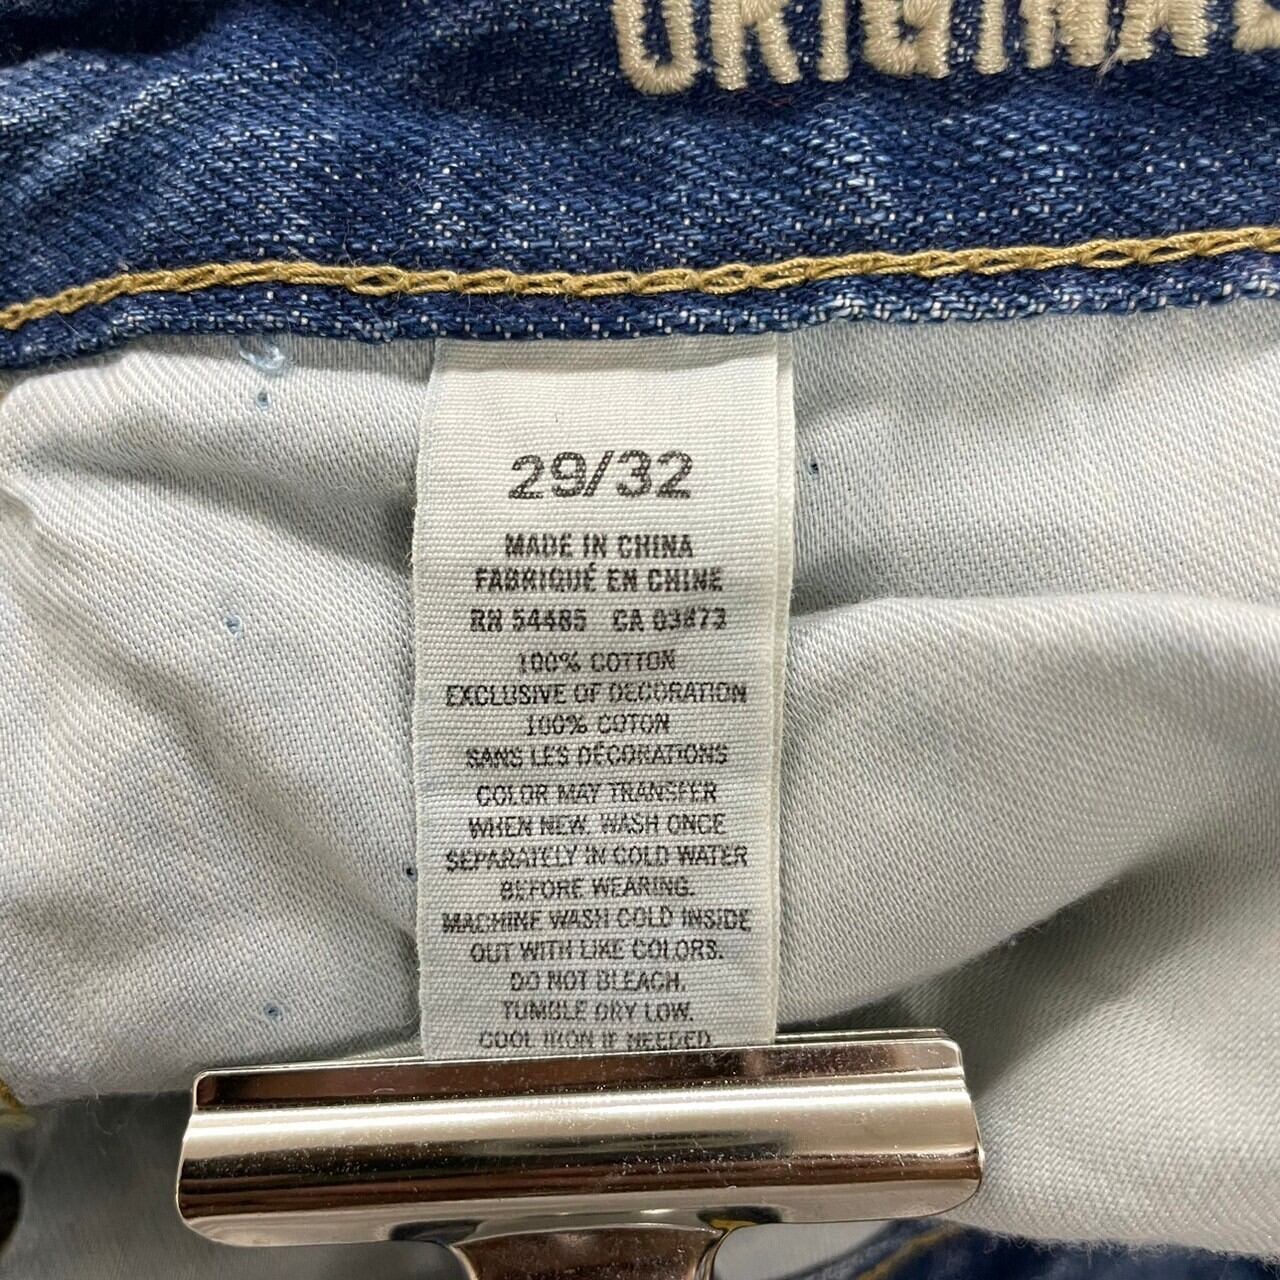 ORIGINAL
29/32
MADE IN CHINA
FABRIQUÉ EN CHINE
RN 54485 CA 03473
100% COTTON
EXCLUSIVE OF DECORATION
100% COTON
SANS LES DÉCORATIONS
COLOR MAY TRANSFER
WHEN NEW. WASH ONCE
SEPARATELY IN COLD WATER
BEFORE WEARING.
MACHINE WASH COLD INSIDE
OUT WITH LIKE COLORS.
DO NOT BLEACH.
TUMBLE DRY LOW.
COOL IRON IF NEEDED.